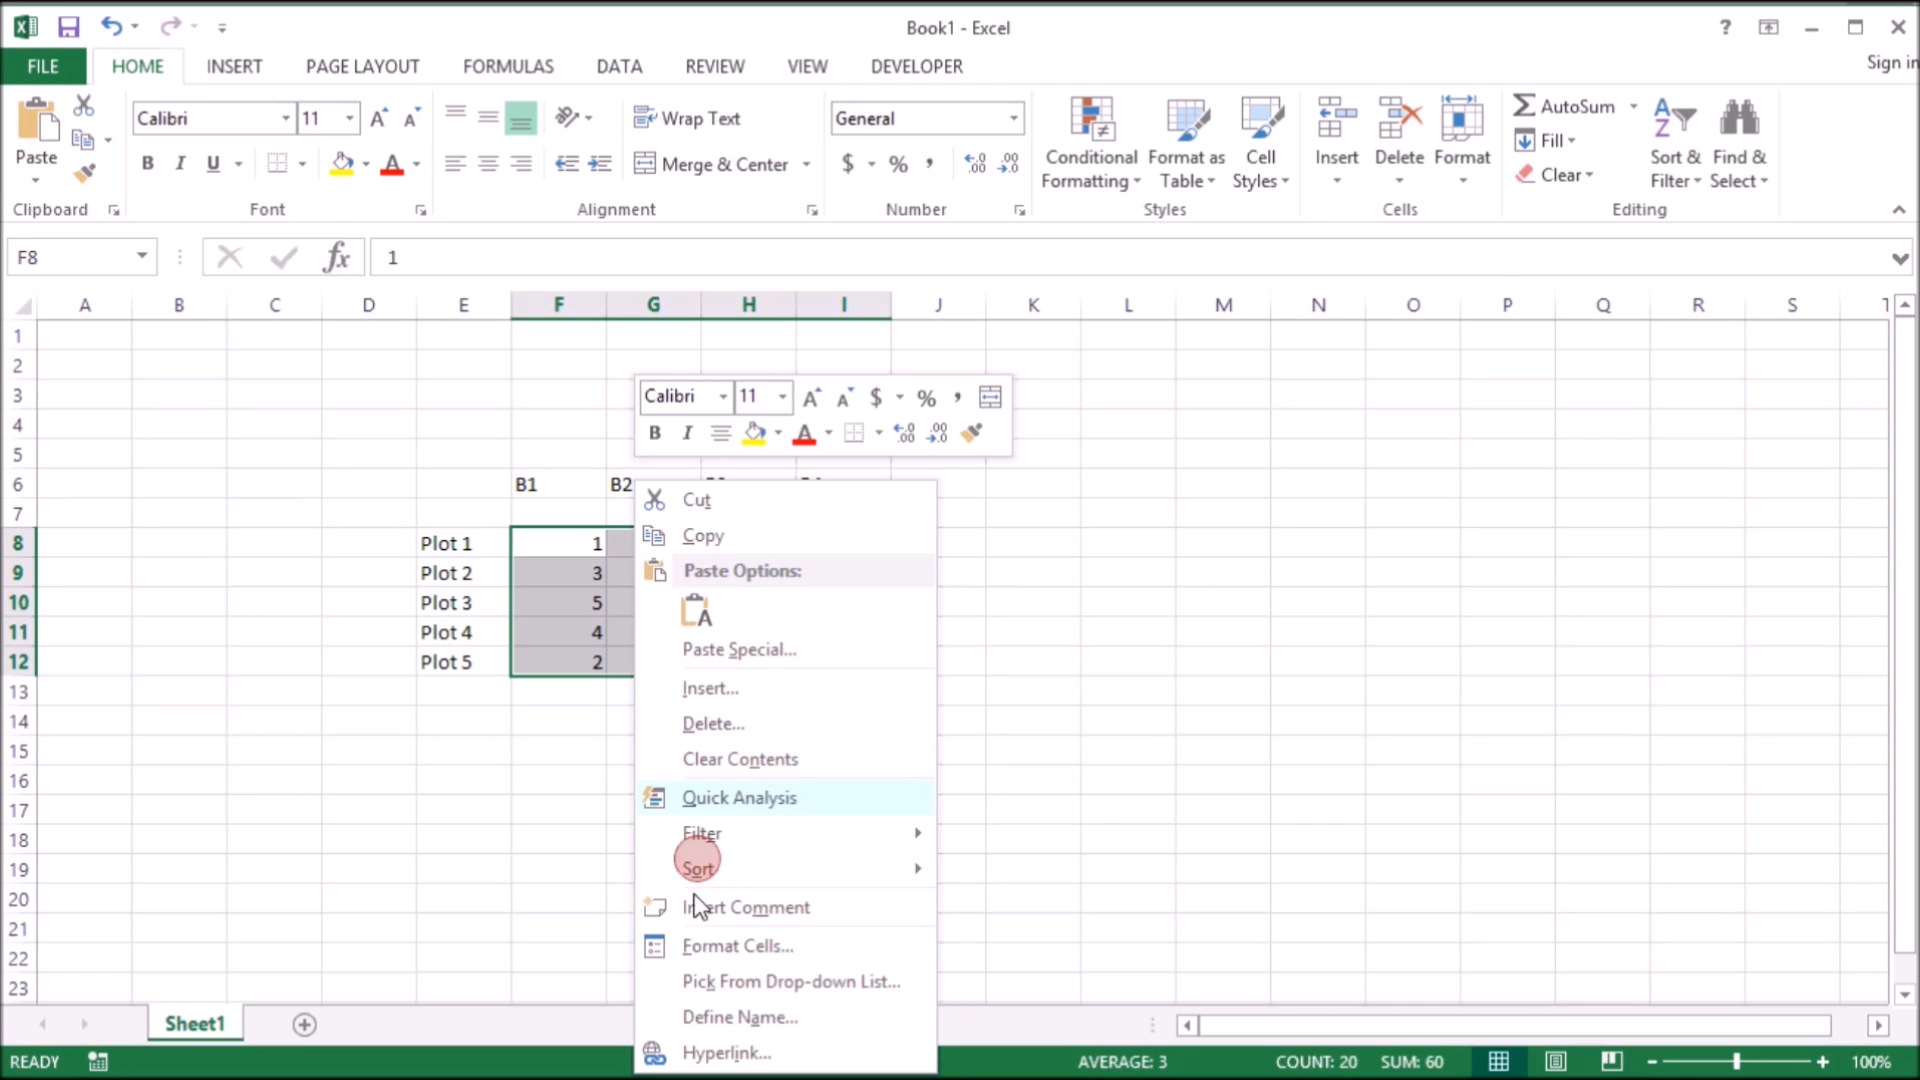 Book1 - Excel
?
FILE HOME INSERT PAGE LAYOUT FORMULAS DATA REVIEW VIEW DEVELOPER Sign in
Paste
Calibri 11
B I U
Wrap Text
Merge & Center
General
$ % ,
Conditional Formatting
Format as Table
Cell Styles
Insert Delete Format
AutoSum
Fill
Clear
Sort & Filter
Find & Select
Clipboard Font Alignment Number Styles Cells Editing
F8 fx 1
A B C D E F G H I J K L M N O P Q R S
1
2
3
4
5
6 B1 B2
7
8 Plot 1 1
9 Plot 2 3
10 Plot 3 5
11 Plot 4 4
12 Plot 5 2
13
14
15
16
17
18
19
20
21
22
23
Calibri 11 A A $ % ,
B I A
Cut
Copy
Paste Options:
Paste Special...
Insert...
Delete...
Clear Contents
Quick Analysis
Filter
Sort
Insert Comment
Format Cells...
Pick From Drop-down List...
Define Name...
Hyperlink...
Sheet1
READY AVERAGE: 3 COUNT: 20 SUM: 60 100%